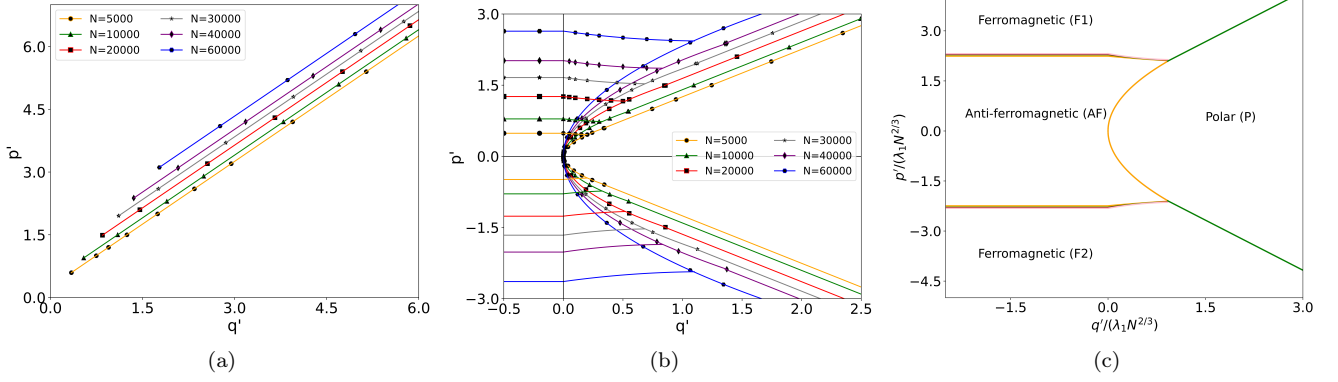 N=5000
N=10000
N=20000
N=30000
N=40000
N=60000
6.0
4.5
3.0
1.5
0.0
p'
0.0
1.5
3.0
4.5
6.0
q'
(a)
3.0
1.5
0.0
−1.5
−3.0
p'
N=5000
N=10000
N=20000
N=30000
N=40000
N=60000
−0.5
0.0
0.5
1.0
1.5
2.0
2.5
q'
(b)
Ferromagnetic (F1)
Anti-ferromagnetic (AF)
Polar (P)
Ferromagnetic (F2)
3.0
1.5
0.0
−1.5
−3.0
−4.5
p'/(λ₁N^{2/3})
−1.5
0.0
1.5
3.0
q'/(λ₁N^{2/3})
(c)